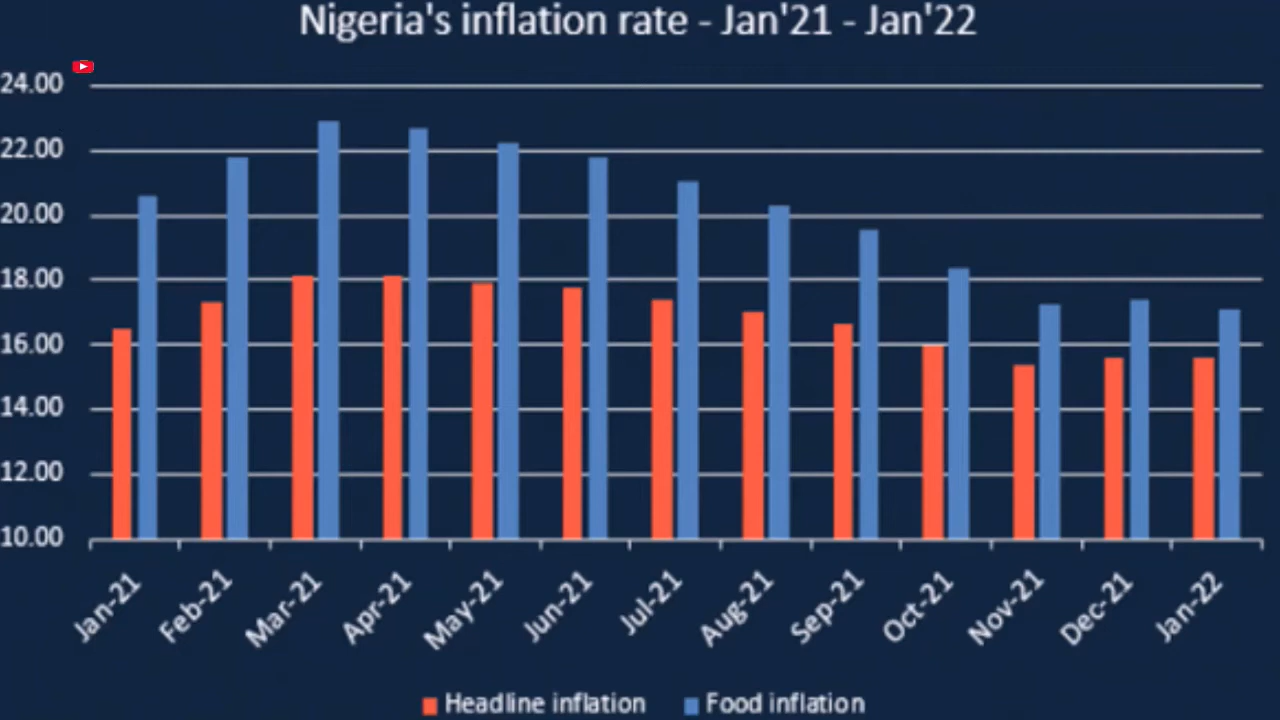 Nigeria's inflation rate - Jan'21 - Jan'22
24.00
22.00
20.00
18.00
16.00
14.00
12.00
10.00
Jan-21 Feb-21 Mar-21 Apr-21 May-21 Jun-21 Jul-21 Aug-21 Sep-21 Oct-21 Nov-21 Dec-21 Jan-22
Headline inflation Food inflation